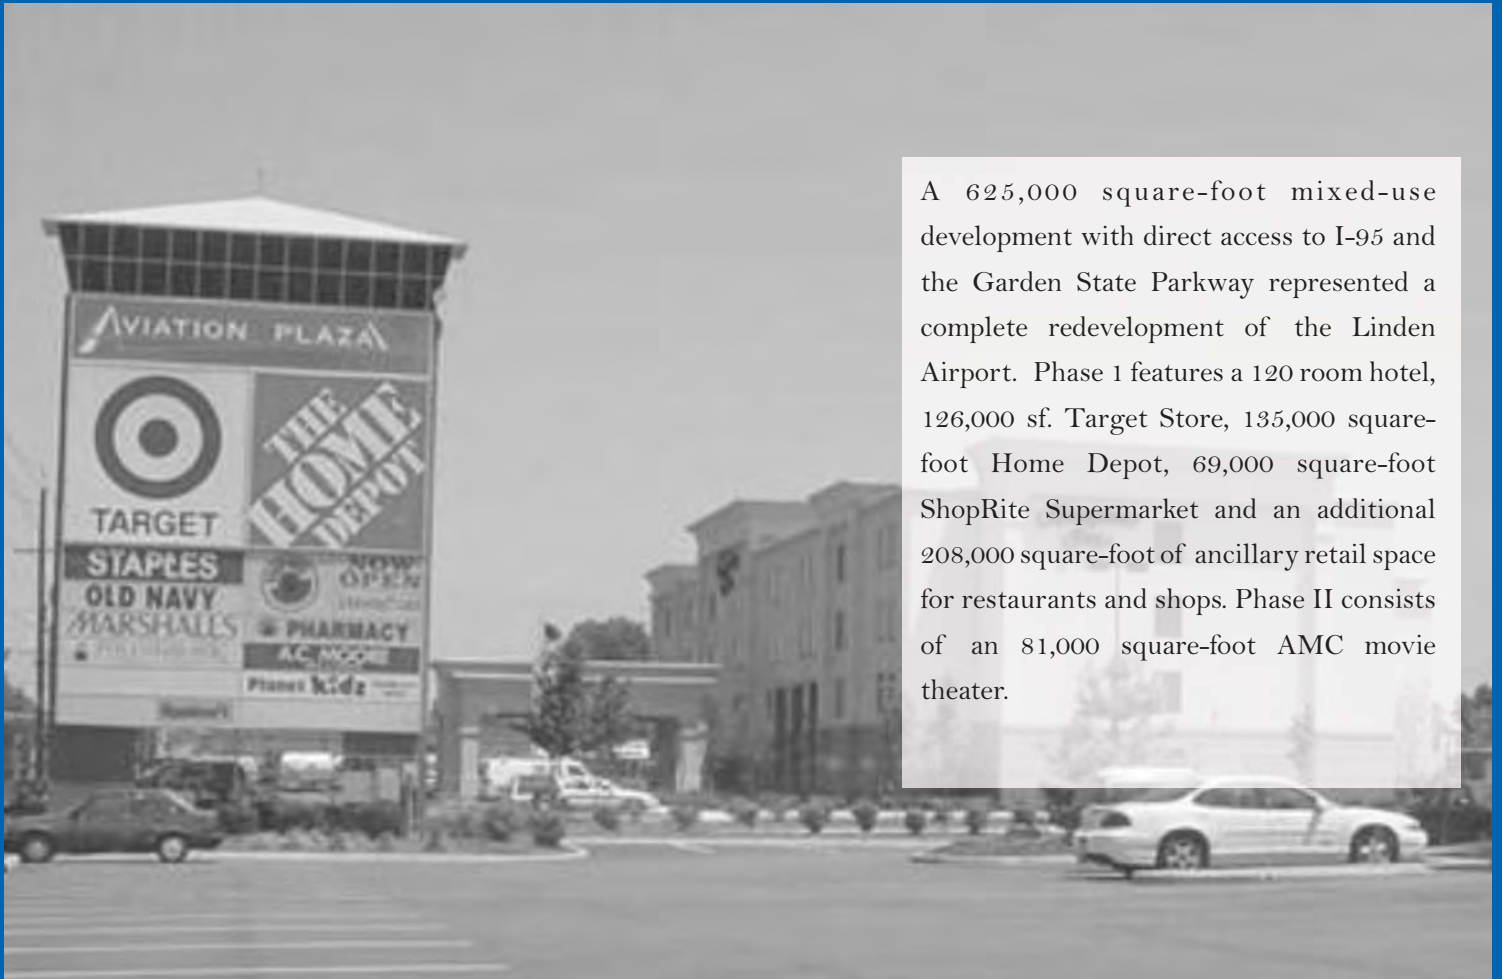 AVIATION PLAZA
TARGET
THE
HOME
DEPOT
STAPLES
OLD NAVY
MARSHALLS
NOW
OPEN
PHARMACY
AC MOORE
Planet kidz
A 625,000 square-foot mixed-use
development with direct access to I-95 and
the Garden State Parkway represented a
complete redevelopment of the Linden
Airport. Phase 1 features a 120 room hotel,
126,000 sf. Target Store, 135,000 square-
foot Home Depot, 69,000 square-foot
ShopRite Supermarket and an additional
208,000 square-foot of ancillary retail space
for restaurants and shops. Phase II consists
of an 81,000 square-foot AMC movie
theater.